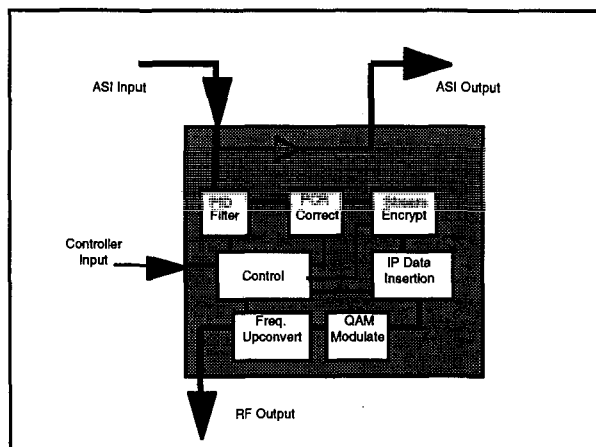 ASI Input
ASI Output
PID
Filter
PCR
Correct
Stream
Encrypt
Controller
Input
Control
IP Data
Insertion
Freq.
Upconvert
QAM
Modulate
RF Output